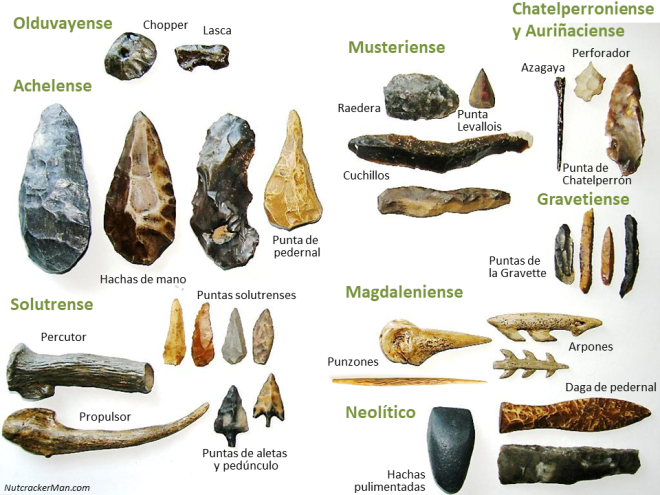 Olduvayense
Chopper
Lasca
Achelense
Hachas de mano
Punta de
pedernal
Musteriense
Raedera
Punta
Levallois
Cuchillos
Chatelperroniense
y Auriñaciense
Perforador
Azagaya
Punta de
Chatelperrón
Gravetiense
Puntas de
la Gravette
Solutrense
Puntas solutrenses
Percutor
Propulsor
Puntas de aletas
y pedúnculo
Magdaleniense
Punzones
Arpones
Neolítico
Daga de pedernal
Hachas
pulimentadas
NutcrackerMan.com